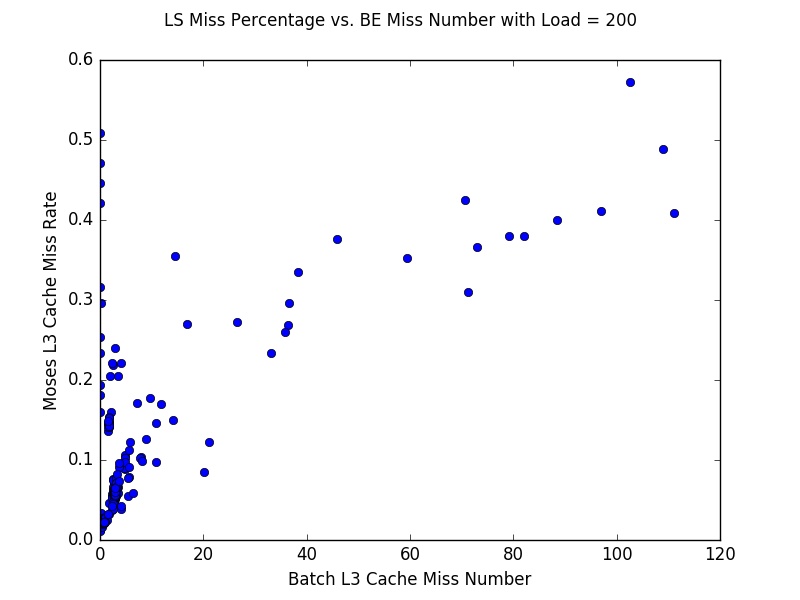 LS Miss Percentage vs. BE Miss Number with Load = 200
0.6
0.5
0.4
0.3
0.2
0.1
0.0
Moses L3 Cache Miss Rate
0 20 40 60 80 100 120
Batch L3 Cache Miss Number